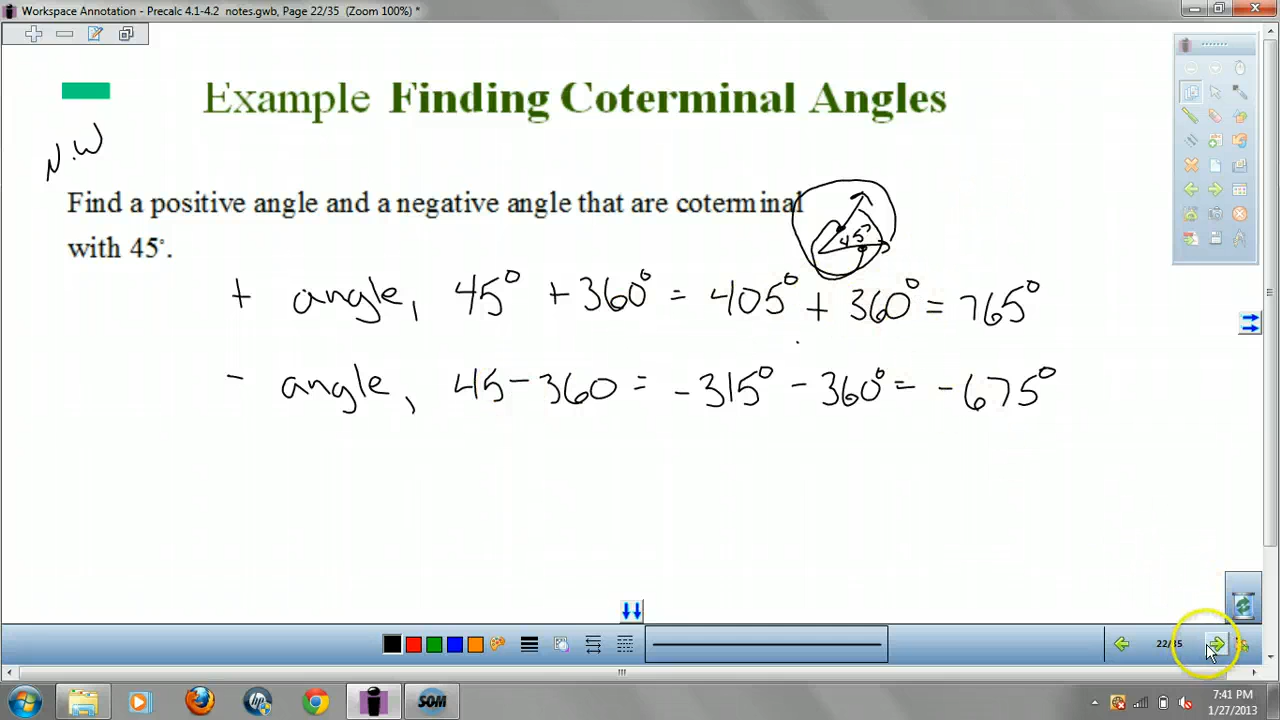 Workspace Annotation - Precalc 4.1-4.2 notes.gwb, Page 22/35 (Zoom 100%) *
Example Finding Coterminal Angles
N.W
Find a positive angle and a negative angle that are coterminal
with 45°.
45°
+ angle, 45° + 360° = 405° + 360° = 765°
- angle, 45 - 360 = -315° - 360° = -675°
22/35
hp
SOM
7:41 PM
1/27/2013